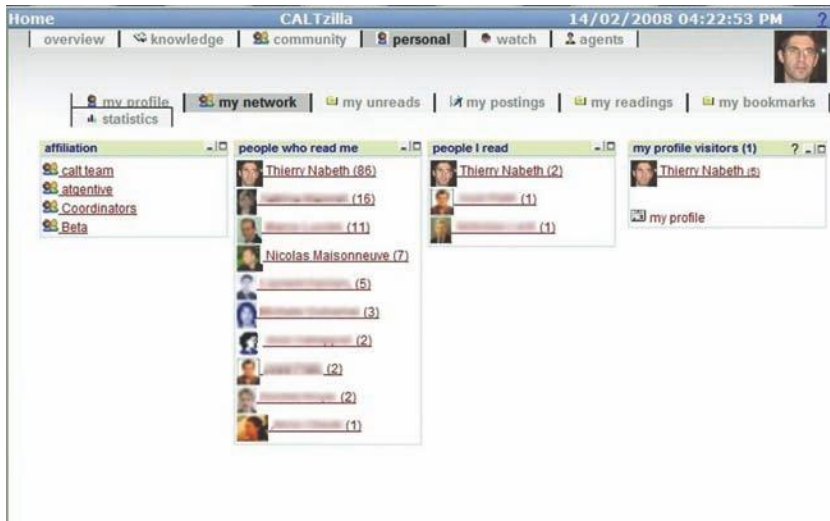 Home CALTzilla 14/02/2008 04:22:53 PM ?
overview knowledge community personal watch agents
my profile my network my unreads my postings my readings my bookmarks
statistics
affiliation
calt team
atgentive
Coordinators
Beta
people who read me
Thierry Nabeth (86)
(16)
(11)
Nicolas Maisonneuve (7)
(5)
(3)
(2)
(2)
(2)
(1)
people I read
Thierry Nabeth (2)
(1)
(1)
my profile visitors (1) ?
Thierry Nabeth (5)
my profile